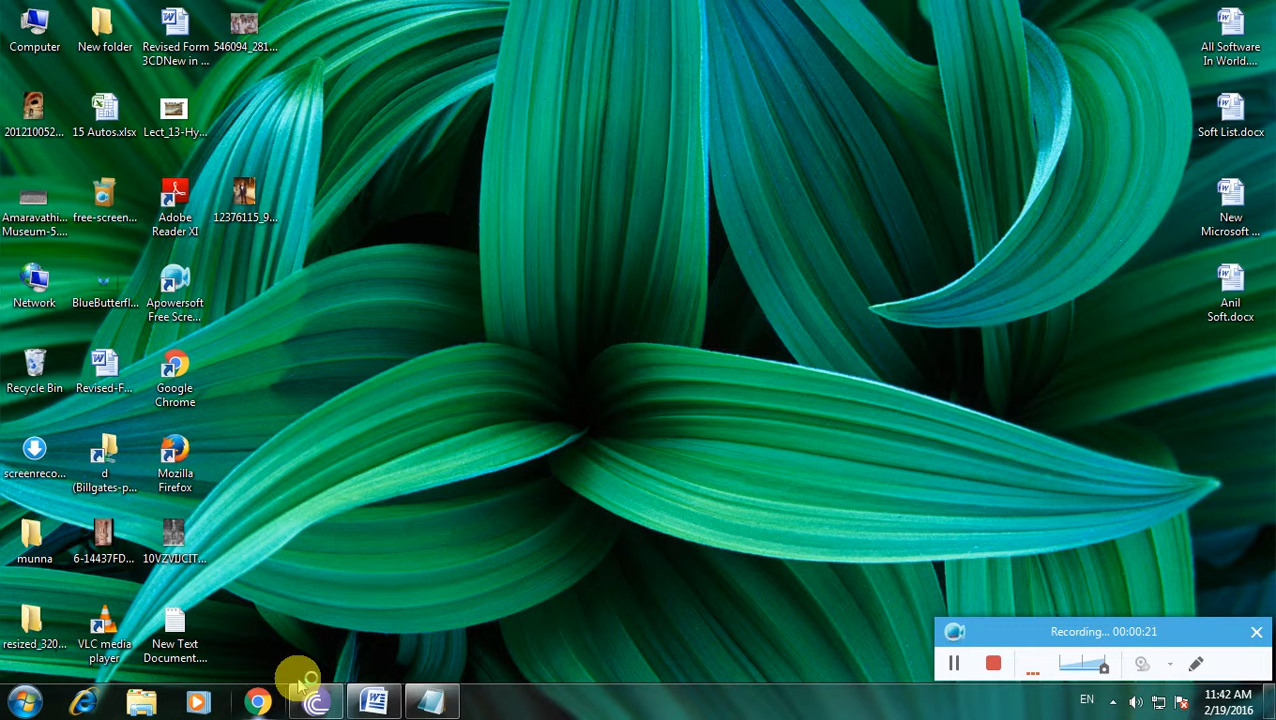 Computer
New folder
Revised Form
3CDNew in ...
546094_281...
201210052...
15 Autos.xlsx
Lect_13-Hy...
Amaravathi...
Museum-5....
free-screen...
Adobe
Reader XI
12376115_9...
Network
BlueButterfl...
Apowersoft
Free Scre...
Recycle Bin
Revised-F...
Google
Chrome
screenreco...
d
(Billgates-p...
Mozilla
Firefox
munna
6-14437FD...
10VZVIJCIT...
resized_320...
VLC media
player
New Text
Document....
All Software
In World....
Soft List.docx
New
Microsoft ...
Anil
Soft.docx
Recording... 00:00:21
EN
11:42 AM
2/19/2016